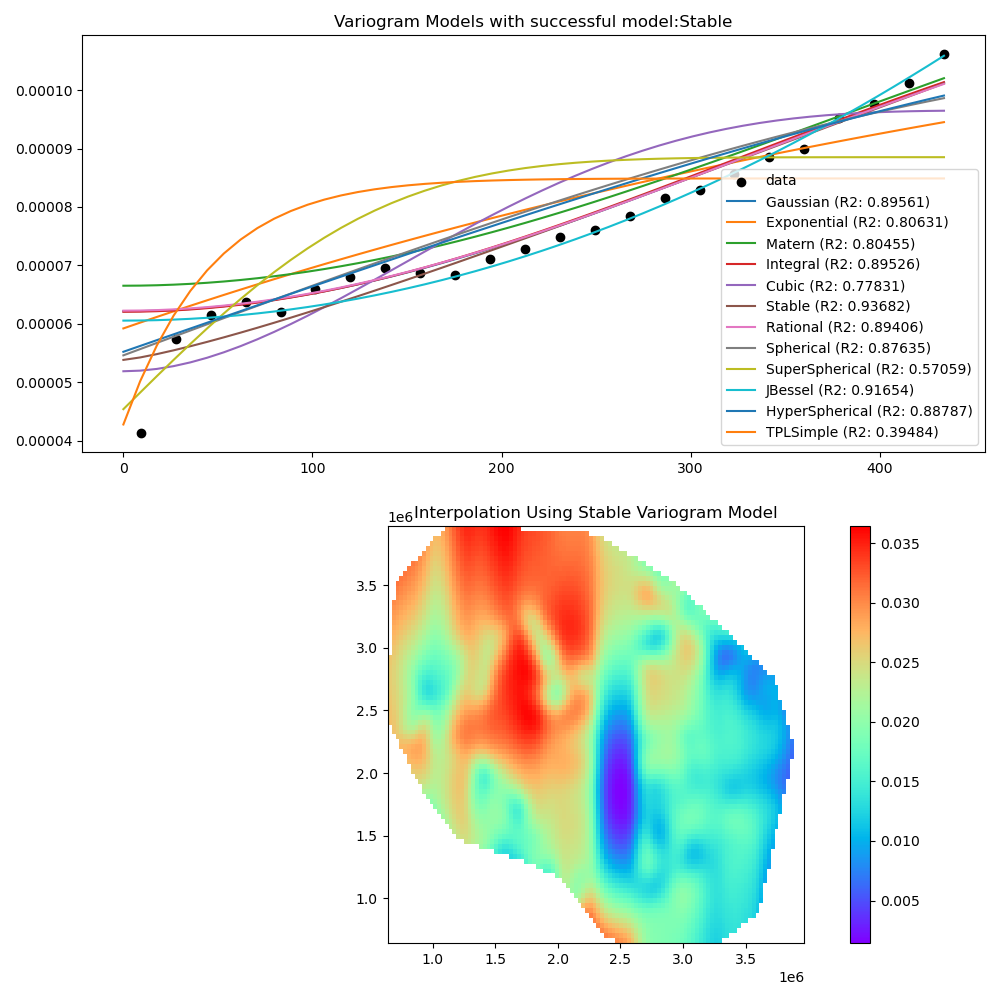 Variogram Models with successful model:Stable
0.00010
0.00009
0.00008
0.00007
0.00006
0.00005
0.00004
data
Gaussian (R2: 0.89561)
Exponential (R2: 0.80631)
Matern (R2: 0.80455)
Integral (R2: 0.89526)
Cubic (R2: 0.77831)
Stable (R2: 0.93682)
Rational (R2: 0.89406)
Spherical (R2: 0.87635)
SuperSpherical (R2: 0.57059)
JBessel (R2: 0.91654)
HyperSpherical (R2: 0.88787)
TPLSimple (R2: 0.39484)
0 100 200 300 400
Interpolation Using Stable Variogram Model
1e6
3.5
3.0
2.5
2.0
1.5
1.0
1.0 1.5 2.0 2.5 3.0 3.5
1e6
0.035
0.030
0.025
0.020
0.015
0.010
0.005